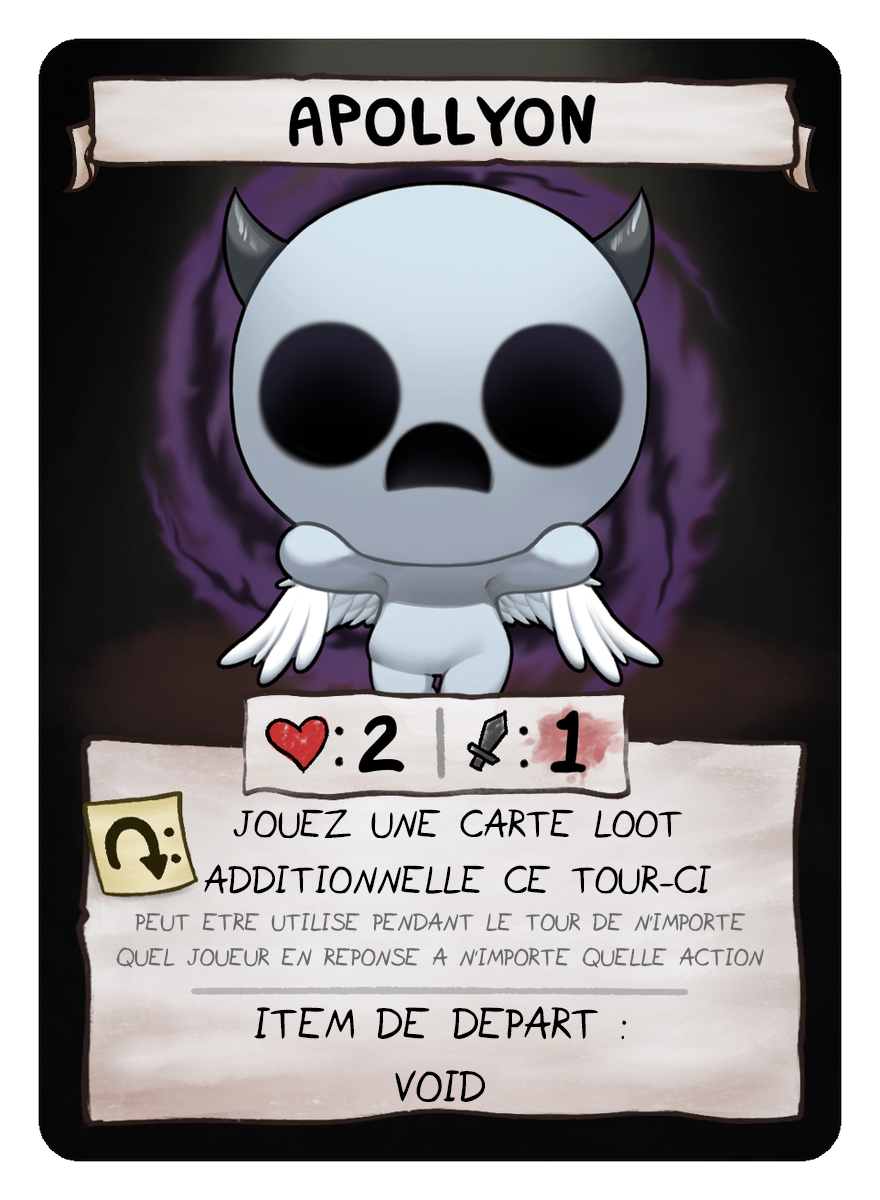 APOLLYON
:2 | :1
:
JOUEZ UNE CARTE LOOT
ADDITIONNELLE CE TOUR-CI
PEUT ETRE UTILISE PENDANT LE TOUR DE N'IMPORTE
QUEL JOUEUR EN REPONSE A N'IMPORTE QUELLE ACTION
ITEM DE DEPART :
VOID